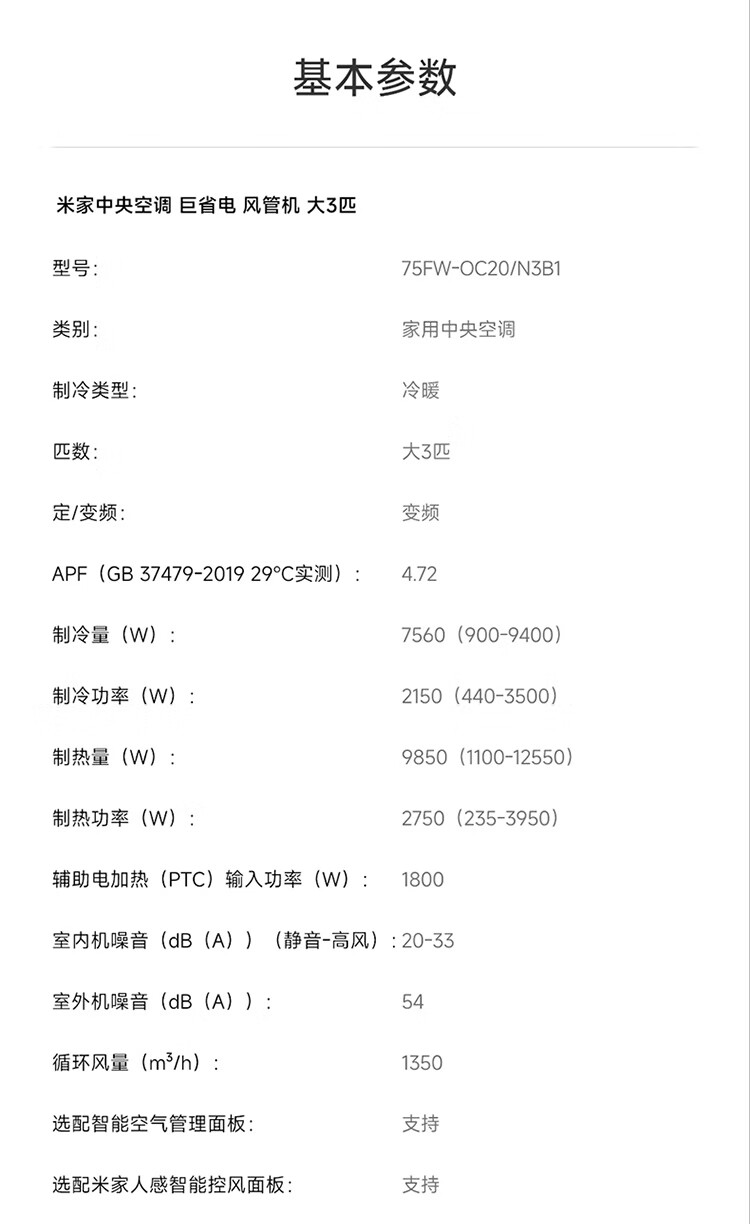 基本参数
米家中央空调 巨省电 风管机 大3匹
型号: 75FW-OC20/N3B1
类别: 家用中央空调
制冷类型: 冷暖
匹数: 大3匹
定/变频: 变频
APF（GB 37479-2019 29°C实测）: 4.72
制冷量（W）: 7560（900-9400）
制冷功率（W）: 2150（440-3500）
制热量（W）: 9850（1100-12550）
制热功率（W）: 2750（235-3950）
辅助电加热（PTC）输入功率（W）: 1800
室内机噪音（dB（A））（静音-高风）: 20-33
室外机噪音（dB（A））: 54
循环风量（m³/h）: 1350
选配智能空气管理面板: 支持
选配米家人感智能控风面板: 支持